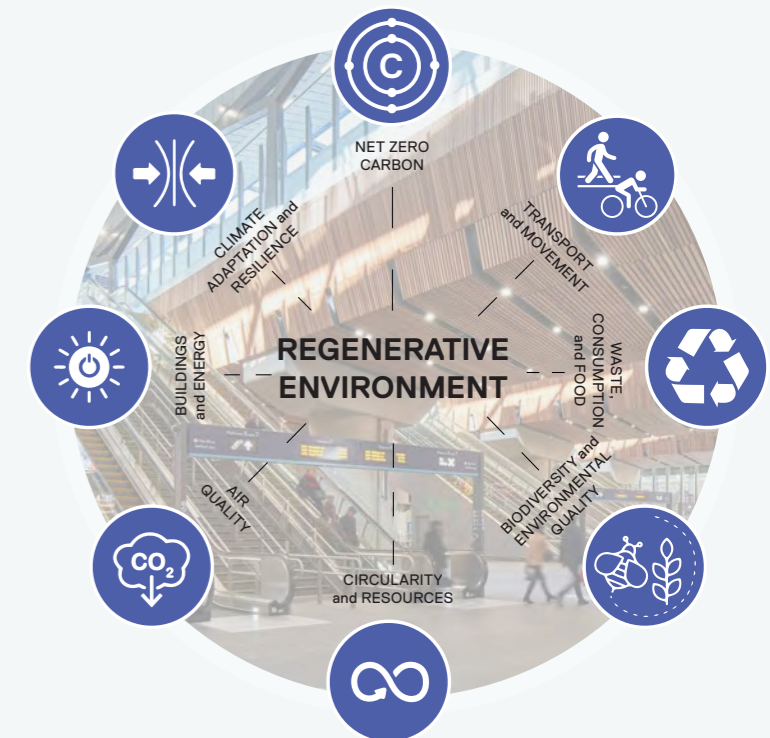 C
NET ZERO
CARBON
TRANSPORT
and MOVEMENT
WASTE,
CONSUMPTION
and FOOD
BIODIVERSITY and
ENVIRONMENTAL
QUALITY
CIRCULARITY
and RESOURCES
AIR
QUALITY
CO₂
BUILDINGS
and ENERGY
CLIMATE
ADAPTATION and
RESILIENCE
REGENERATIVE
ENVIRONMENT